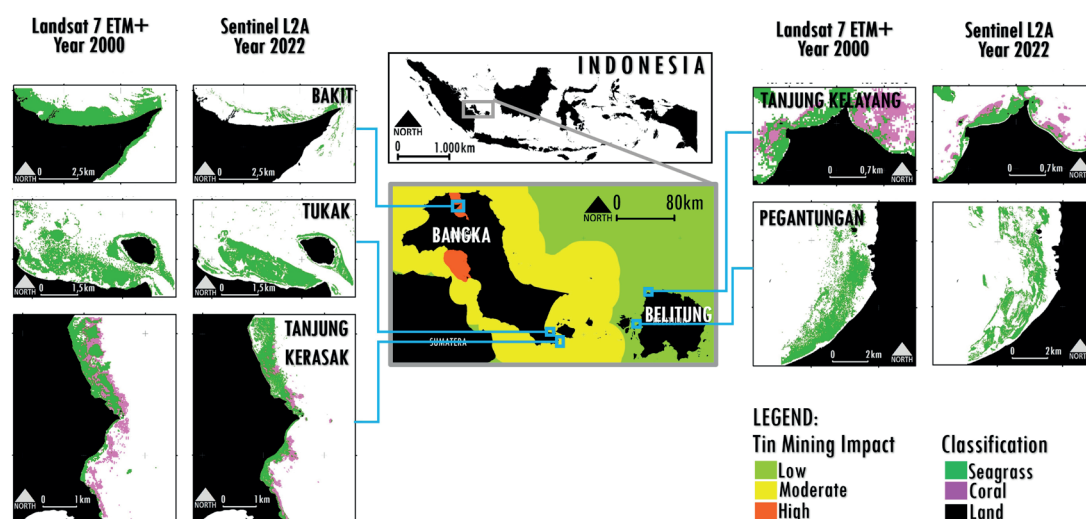 Landsat 7 ETM+
Year 2000
Sentinel L2A
Year 2022
BAKIT
NORTH
0 2,5km
NORTH
0 2,5km
TUKAK
NORTH
0 1,5km
NORTH
0 1,5km
TANJUNG
KERASAK
NORTH
0 1km
NORTH
0 1km
INDONESIA
NORTH
0 1.000km
NORTH
0 80km
BANGKA
BELITUNG
SUMATERA
Landsat 7 ETM+
Year 2000
Sentinel L2A
Year 2022
TANJUNG KELAYANG
0 0,7km
NORTH
0 0,7km
NORTH
PEGANTUNGAN
0 2km
NORTH
0 2km
NORTH
LEGEND:
Tin Mining Impact
Low
Moderate
High
Classification
Seagrass
Coral
Land